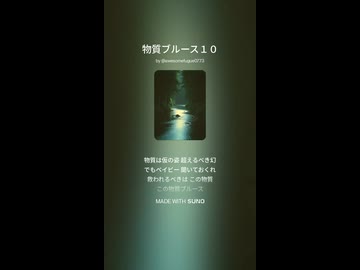 物質ブルース１０
物質は仮の姿 超えるべき幻
でもベイビー 聞いておくれ
救われるべきは この物質
この物質ブルース
MADE WITH SUNO